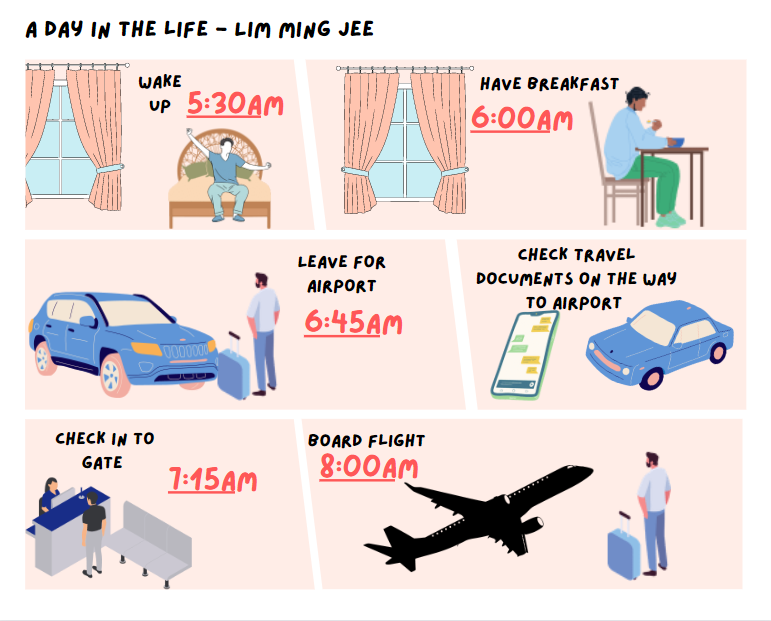 A DAY IN THE LIFE – LIM MING JEE
WAKE
UP 5:30AM
HAVE BREAKFAST
6:00AM
LEAVE FOR
AIRPORT
6:45AM
CHECK TRAVEL
DOCUMENTS ON THE WAY
TO AIRPORT
CHECK IN TO
GATE
7:15AM
BOARD FLIGHT
8:00AM